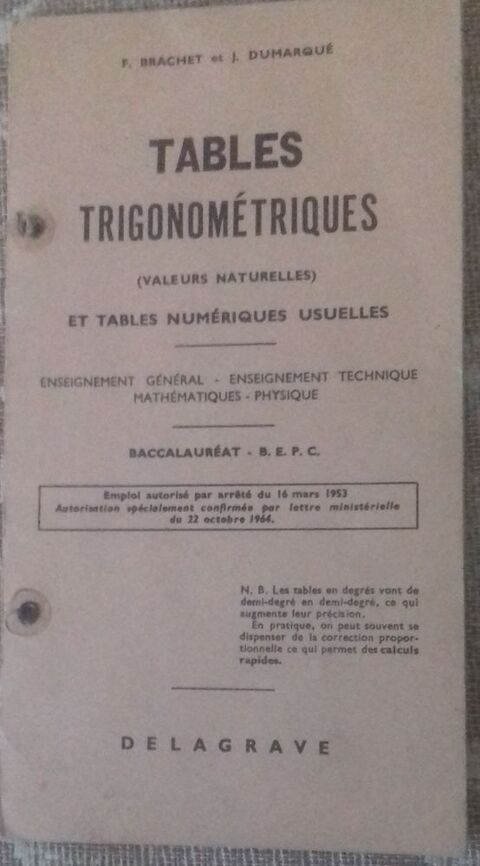 F. BRACHET et J. DUMARQUÉ
TABLES
TRIGONOMÉTRIQUES
(VALEURS NATURELLES)
ET TABLES NUMÉRIQUES USUELLES
ENSEIGNEMENT GÉNÉRAL - ENSEIGNEMENT TECHNIQUE
MATHÉMATIQUES - PHYSIQUE
BACCALAURÉAT - B. E. P. C.
Emploi autorisé par arrêté du 16 mars 1953
Autorisation spécialement confirmée par lettre ministérielle
du 22 octobre 1964.
N. B. Les tables en degrés vont de
demi-degré en demi-degré, ce qui
augmente leur précision.
En pratique, on peut souvent se
dispenser de la correction propor-
tionnelle ce qui permet des calculs
rapides.
DELAGRAVE